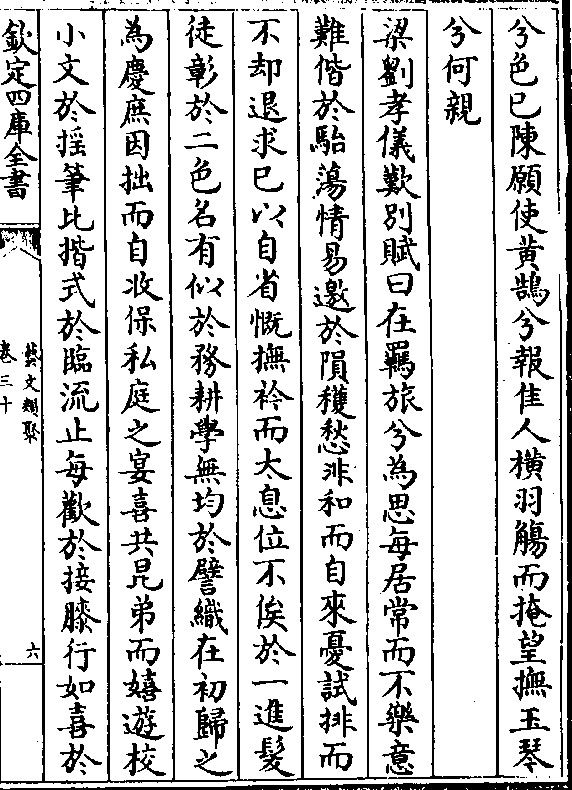 兮色已陳願使黄鵠兮報佳人橫羽觴而掩望撫玉琴
兮何親
梁劉孝儀歎别賦曰在羈旅兮為思每居常而不樂意
難偕於駘蕩情易邀於隕穫愁非和而自來憂試排而
不却退求已以自省慨撫衿而太息位不俟於一進髮
徒彰於二色名有似於務耕學無均於譬織在初歸之
為慶庶因拙而自收保私庭之宴喜共昆弟而嬉遊校
小文於揺筆比揩式於臨流止每歡於接膝行如喜於
欽定四庫全書
藝文類聚
卷三十
六